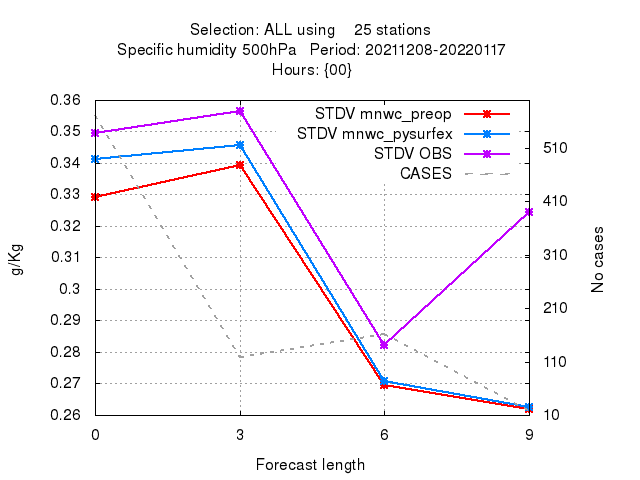 Selection: ALL using 25 stations
Specific humidity 500hPa Period: 20211208-20220117
Hours: {00}
STDV mnwc_preop
STDV mnwc_pysurfex
STDV OBS
CASES
0.36
0.35
0.34
0.33
0.32
0.31
0.3
0.29
0.28
0.27
0.26
g/Kg
510
410
310
210
110
10
No cases
0 3 6 9
Forecast length